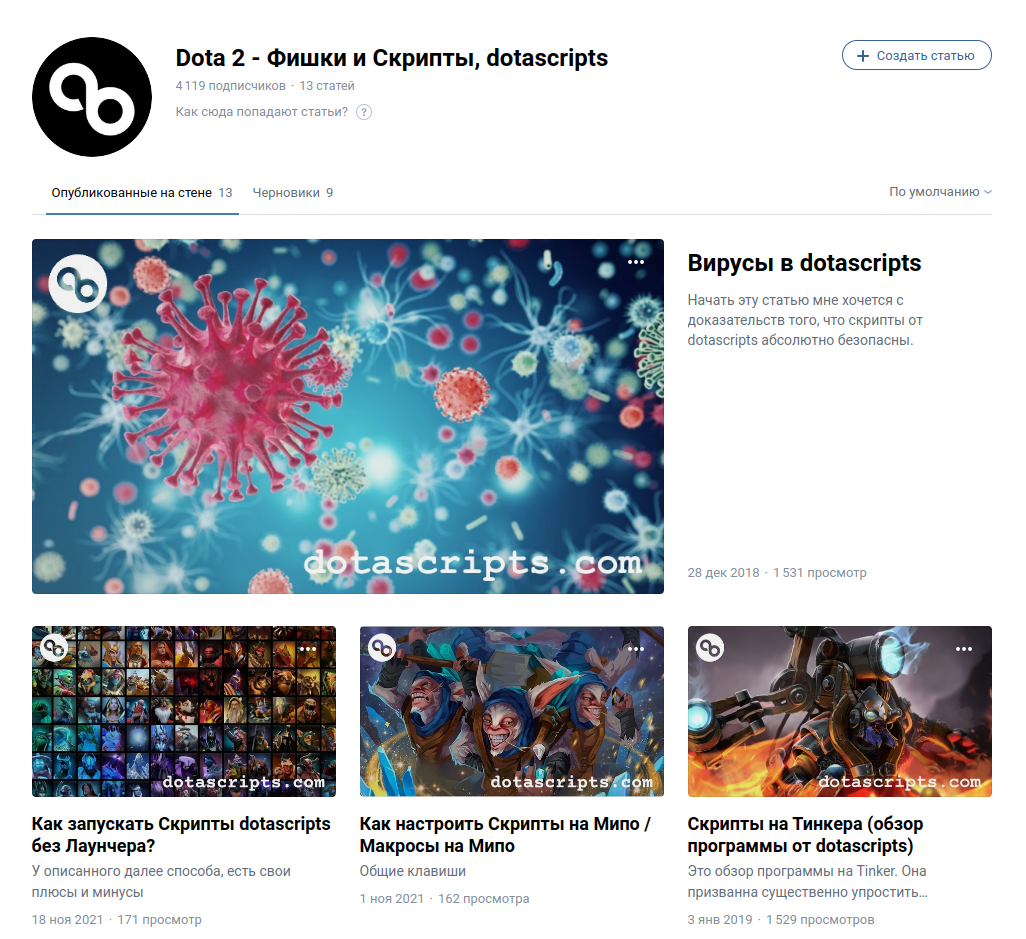 Dota 2 - Фишки и Скрипты, dotascripts
Создать статью
4 119 подписчиков · 13 статей
Как сюда попадают статьи? ?
Опубликованные на стене 13
Черновики 9
По умолчанию
dotascripts.com
Вирусы в dotascripts
Начать эту статью мне хочется с
доказательств того, что скрипты от
dotascripts абсолютно безопасны.
28 дек 2018 · 1 531 просмотр
dotascripts.com
Как запускать Скрипты dotascripts
без Лаунчера?
У описанного далее способа, есть свои
плюсы и минусы
18 ноя 2021 · 171 просмотр
dotascripts.com
Как настроить Скрипты на Мипо /
Макросы на Мипо
Общие клавиши
1 ноя 2021 · 162 просмотра
dotascripts.com
Скрипты на Тинкера (обзор
программы от dotascripts)
Это обзор программы на Tinker. Она
призванна существенно упростить…
3 янв 2019 · 1 529 просмотров